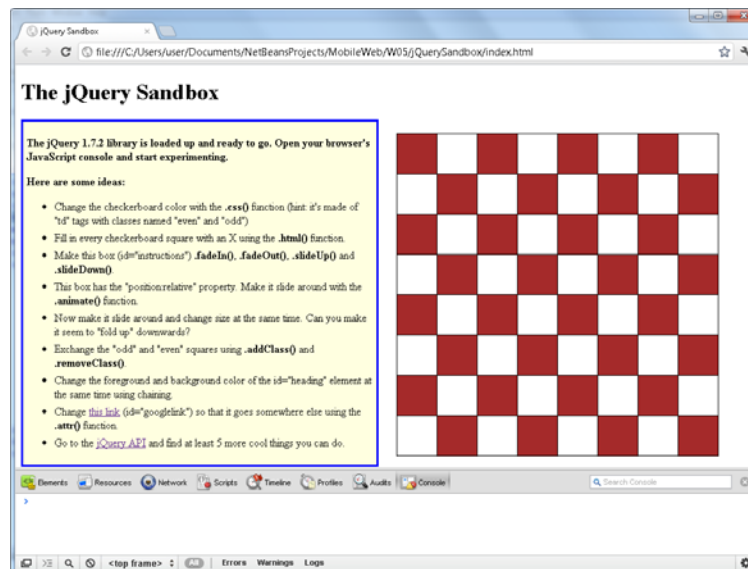 jQuery Sandbox
file:///C:/Users/user/Documents/NetBeansProjects/MobileWeb/W05/jQuerySandbox/index.html
The jQuery Sandbox
The jQuery 1.7.2 library is loaded up and ready to go. Open your browser's
JavaScript console and start experimenting.
Here are some ideas:
• Change the checkerboard color with the .css() function (hint: it's made of
"td" tags with classes named "even" and "odd")
• Fill in every checkerboard square with an X using the .html() function.
• Make this box (id="instructions") .fadeIn(), .fadeOut(), .slideUp() and
.slideDown().
• This box has the "position:relative" property. Make it slide around with the
.animate() function.
• Now make it slide around and change size at the same time. Can you make
it seem to "fold up" downwards?
• Exchange the "odd" and "even" squares using .addClass() and
.removeClass().
• Change the foreground and background color of the id="heading" element at
the same time using chaining.
• Change this link (id="googlelink") so that it goes somewhere else using the
.attr() function.
• Go to the jQuery API and find at least 5 more cool things you can do.
Elements Resources Network Scripts Timeline Profiles Audits Console Search Console
<top frame> All Errors Warnings Logs